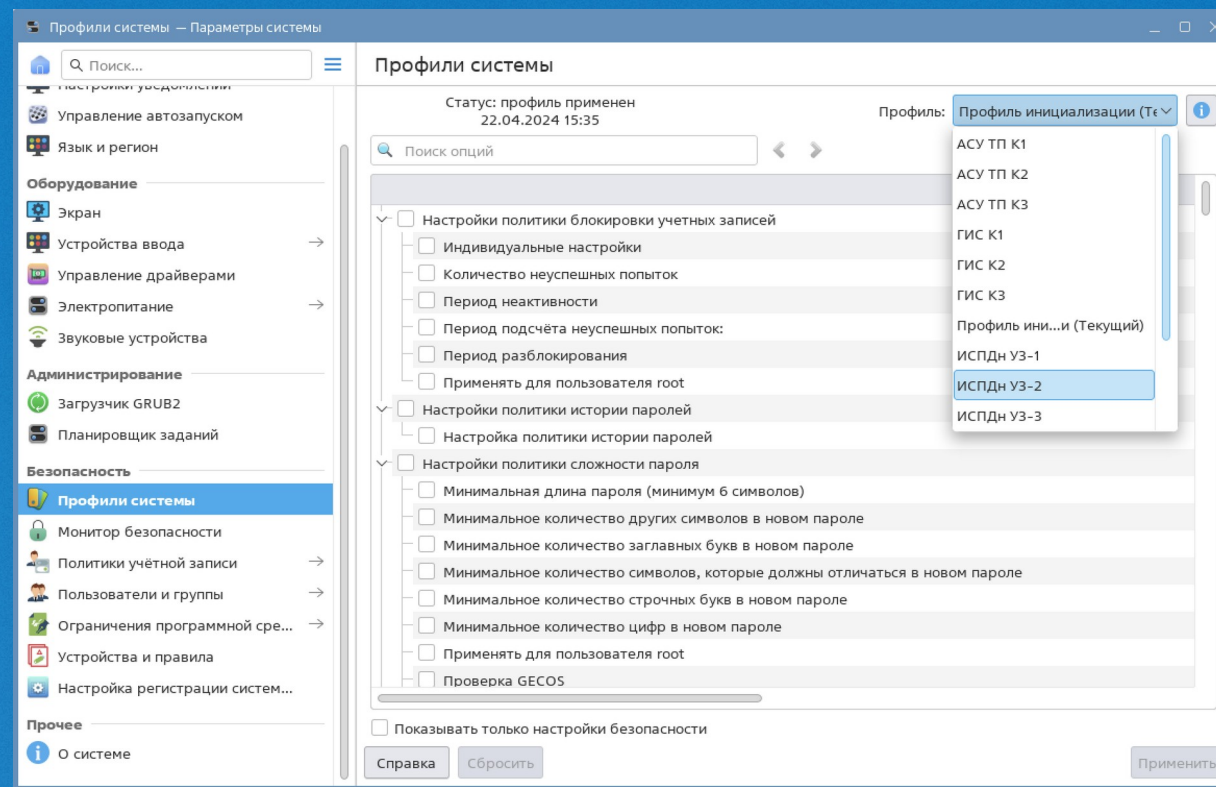 Профили системы — Параметры системы
Поиск...
Настройки уведомлений
Управление автозапуском
Язык и регион
Оборудование
Экран
Устройства ввода
Управление драйверами
Электропитание
Звуковые устройства
Администрирование
Загрузчик GRUB2
Планировщик заданий
Безопасность
Профили системы
Монитор безопасности
Политики учётной записи
Пользователи и группы
Ограничения программной сре...
Устройства и правила
Настройка регистрации систем...
Прочее
О системе
Профили системы
Статус: профиль применен
22.04.2024 15:35
Профиль:
Профиль инициализации (Те
АСУ ТП К1
АСУ ТП К2
АСУ ТП К3
ГИС К1
ГИС К2
ГИС К3
Профиль ини...и (Текущий)
ИСПДн УЗ-1
ИСПДн УЗ-2
ИСПДн УЗ-3
Поиск опций
Настройки политики блокировки учетных записей
Индивидуальные настройки
Количество неуспешных попыток
Период неактивности
Период подсчёта неуспешных попыток:
Период разблокирования
Применять для пользователя root
Настройки политики истории паролей
Настройка политики истории паролей
Настройки политики сложности пароля
Минимальная длина пароля (минимум 6 символов)
Минимальное количество других символов в новом пароле
Минимальное количество заглавных букв в новом пароле
Минимальное количество символов, которые должны отличаться в новом пароле
Минимальное количество строчных букв в новом пароле
Минимальное количество цифр в новом пароле
Применять для пользователя root
Проверка GECOS
Показывать только настройки безопасности
Справка
Сбросить
Применить